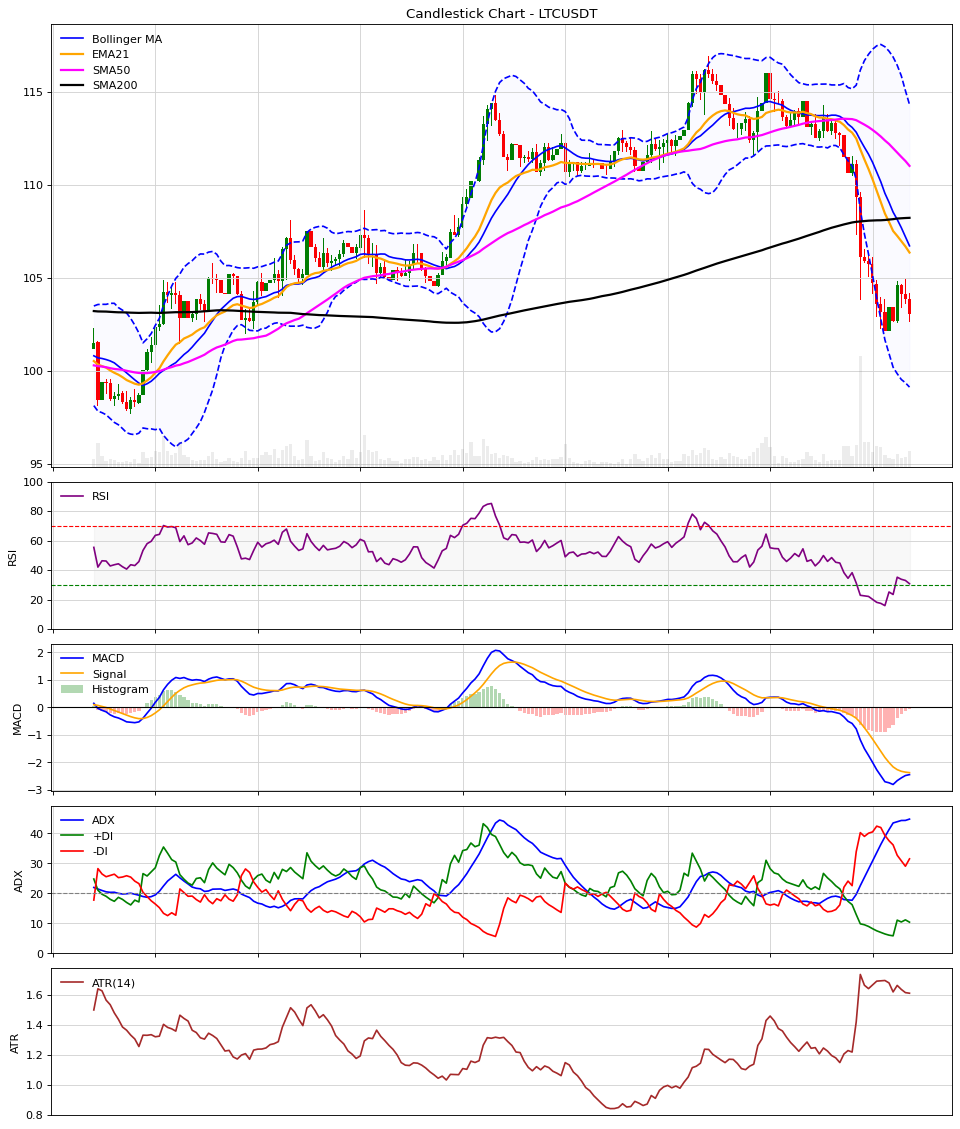 Candlestick Chart - LTCUSDT
Bollinger MA
EMA21
SMA50
SMA200
115
110
105
100
95
RSI
RSI
100
80
60
40
20
0
MACD
Signal
Histogram
MACD
2
1
0
−1
−2
−3
ADX
+DI
-DI
ADX
40
30
20
10
0
ATR(14)
ATR
1.6
1.4
1.2
1.0
0.8